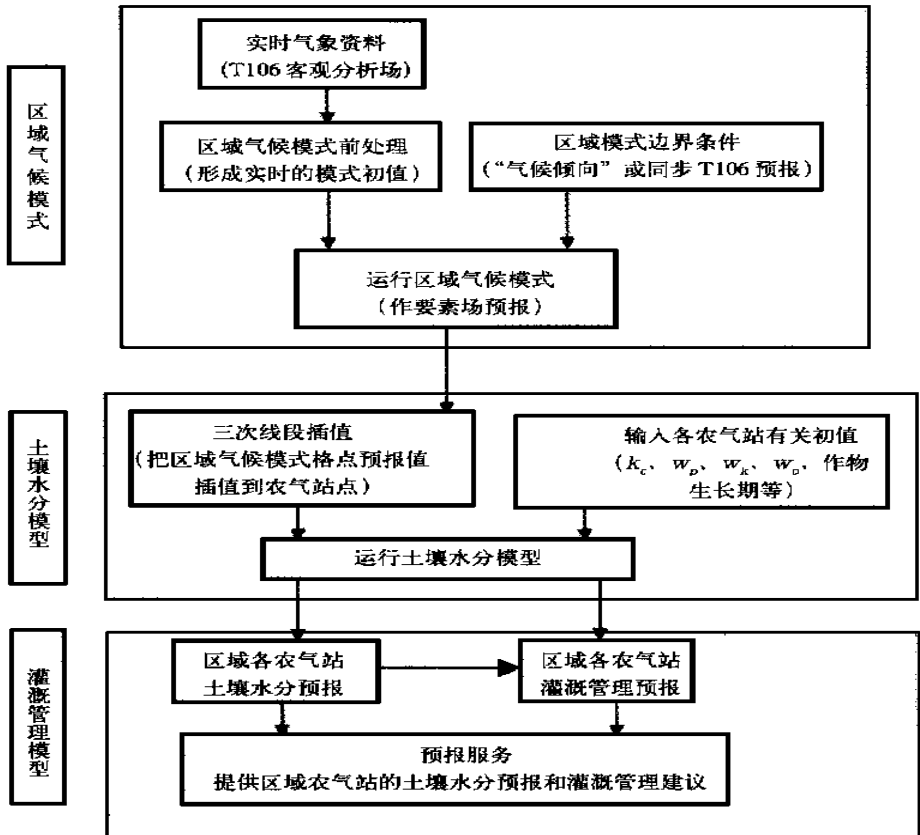 区域气候模式
实时气象资料
(T106 客观分析场)
区域气候模式前处理
(形成实时的模式初值)
区域模式边界条件
(“气候倾向”或同步 T106 预报)
运行区域气候模式
(作要素场预报)
土壤水分模型
三次线段插值
(把区域气候模式格点预报值
插值到农气站点)
输入各农气站有关初值
(kc、wp、wk、wo、作物
生长期等)
运行土壤水分模型
灌溉管理模型
区域各农气站
土壤水分预报
区域各农气站
灌溉管理预报
预报服务
提供区域农气站的土壤水分预报和灌溉管理建议